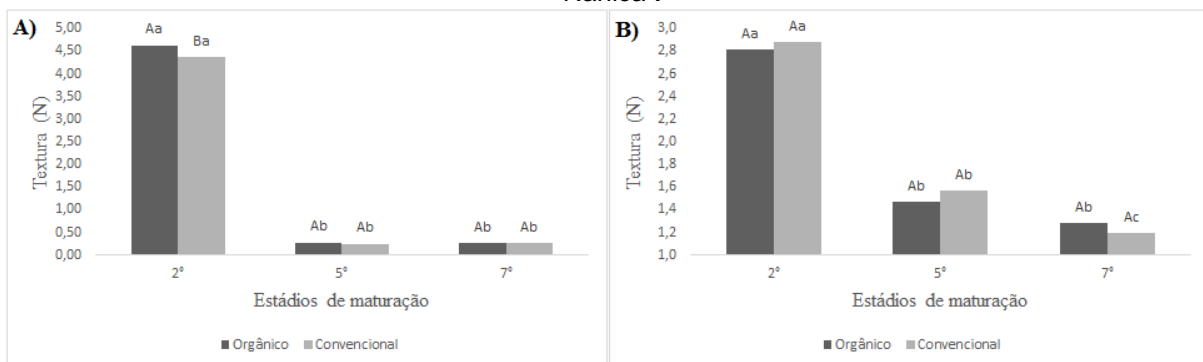 A)
Textura (N)
5,00
4,50
4,00
3,50
3,00
2,50
2,00
1,50
1,00
0,50
0,00
Aa Ba
Ab Ab
Ab Ab
2° 5° 7°
Estádios de maturação
Orgânico Convencional
B)
Textura (N)
3,0
2,8
2,6
2,4
2,2
2,0
1,8
1,6
1,4
1,2
1,0
Aa Aa
Ab Ab
Ab Ac
2° 5° 7°
Estádios de maturação
Orgânico Convencional